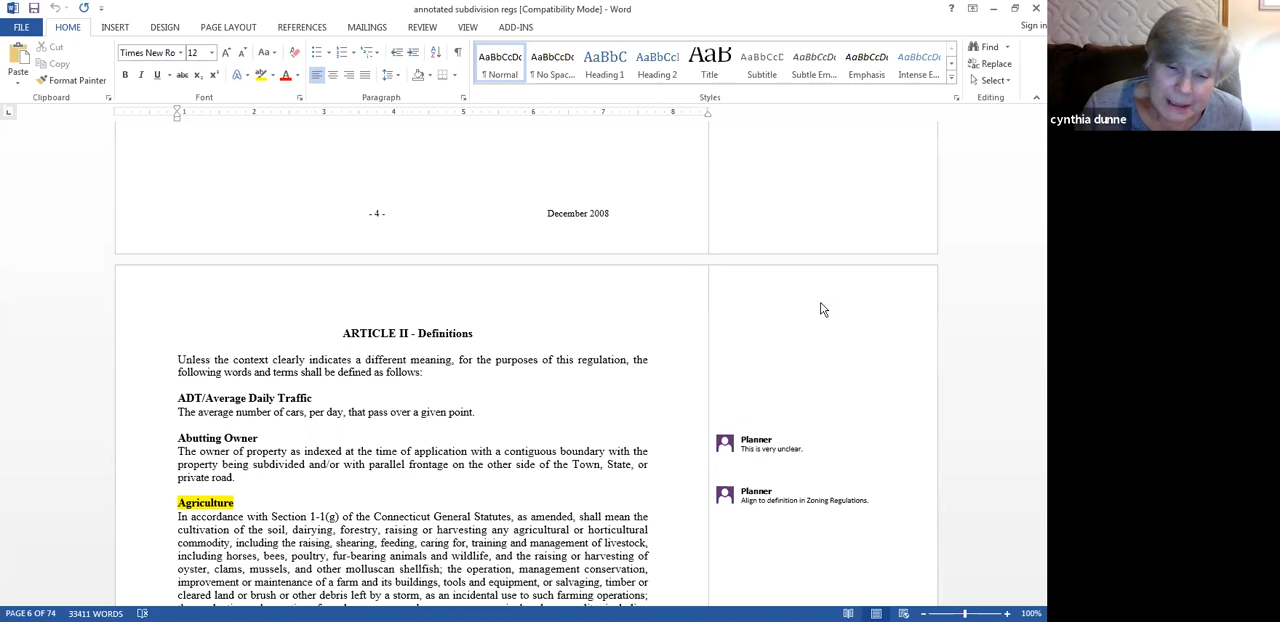 annotated subdivision regs [Compatibility Mode] - Word
FILE HOME INSERT DESIGN PAGE LAYOUT REFERENCES MAILINGS REVIEW VIEW ADD-INS
Sign in
Paste
Cut
Copy
Format Painter
Clipboard
Times New Ro 12
Font
Paragraph
AaBbCcDc AaBbCcDc AaBbC AaBbCc AaB AaBbCcC AaBbCcDc AaBbCcDc AaBbCcDc
¶ Normal ¶ No Spac... Heading 1 Heading 2 Title Subtitle Subtle Em... Emphasis Intense E...
Styles
Find
Replace
Select
Editing
cynthia dunne
1 2 3 4 5 6 7 8
- 4 - December 2008
ARTICLE II - Definitions
Unless the context clearly indicates a different meaning, for the purposes of this regulation, the
following words and terms shall be defined as follows:
ADT/Average Daily Traffic
The average number of cars, per day, that pass over a given point.
Abutting Owner
The owner of property as indexed at the time of application with a contiguous boundary with the
property being subdivided and/or with parallel frontage on the other side of the Town, State, or
private road.
Agriculture
In accordance with Section 1-1(g) of the Connecticut General Statutes, as amended, shall mean the
cultivation of the soil, dairying, forestry, raising or harvesting any agricultural or horticultural
commodity, including the raising, shearing, feeding, caring for, training and management of livestock,
including horses, bees, poultry, fur-bearing animals and wildlife, and the raising or harvesting of
oyster, clams, mussels, and other molluscan shellfish; the operation, management conservation,
improvement or maintenance of a farm and its buildings, tools and equipment, or salvaging, timber or
cleared land or brush or other debris left by a storm, as an incidental use to such farming operations;
Planner
This is very unclear.
Planner
Align to definition in Zoning Regulations.
PAGE 6 OF 74 33411 WORDS
100%